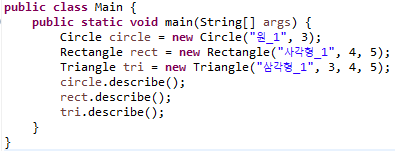 public class Main {
    public static void main(String[] args) {
        Circle circle = new Circle("원_1", 3);
        Rectangle rect = new Rectangle("사각형_1", 4, 5);
        Triangle tri = new Triangle("삼각형_1", 3, 4, 5);
        circle.describe();
        rect.describe();
        tri.describe();
    }
}